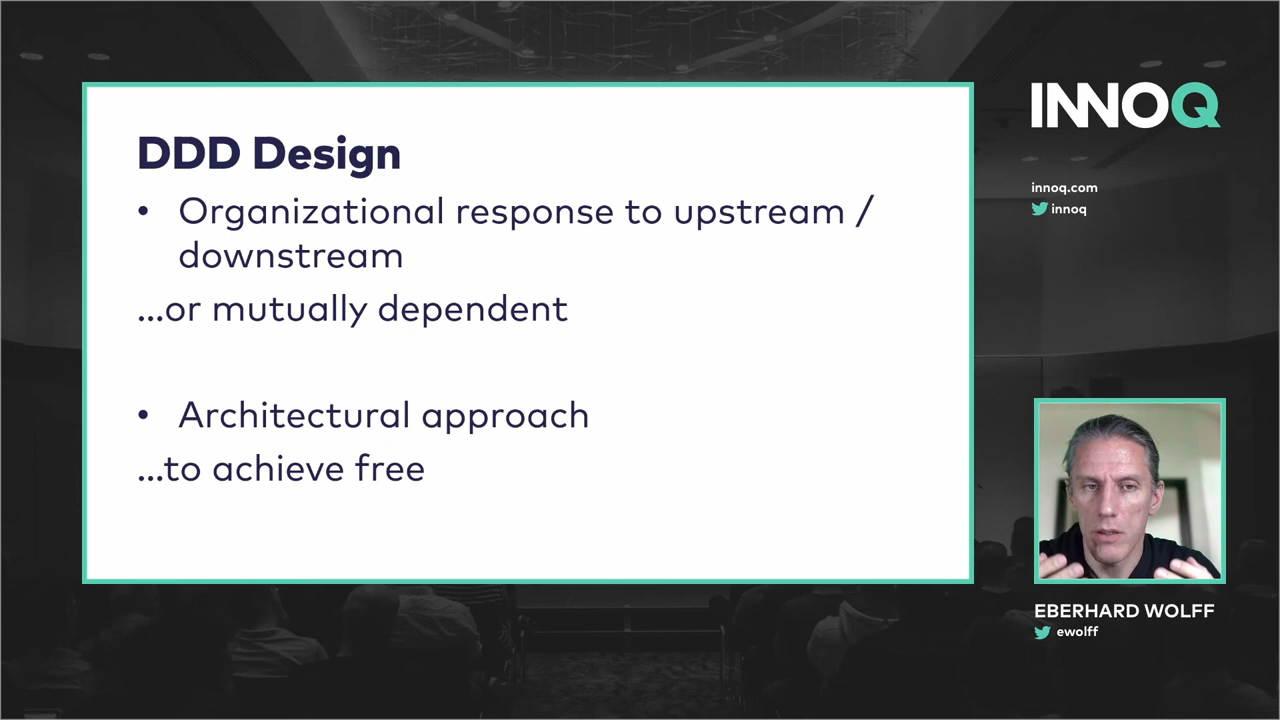 DDD Design
• Organizational response to upstream /
downstream
...or mutually dependent
• Architectural approach
...to achieve free
INNOQ
innoq.com
innoq
EBERHARD WOLFF
ewolff